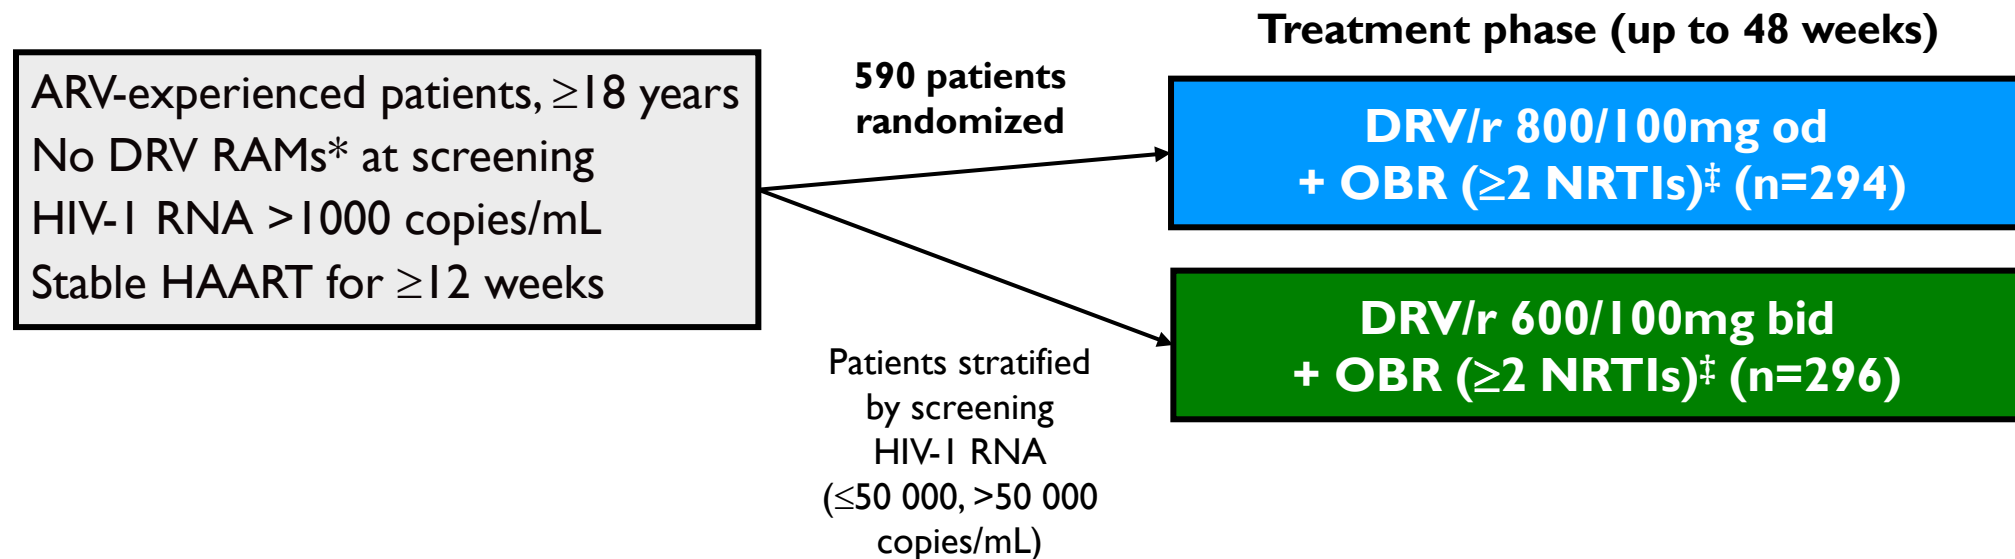 ARV-experienced patients, ≥18 years
No DRV RAMs* at screening
HIV-1 RNA >1000 copies/mL
Stable HAART for ≥12 weeks
590 patients
randomized
Patients stratified
by screening
HIV-1 RNA
(≤50 000, >50 000
copies/mL)
Treatment phase (up to 48 weeks)
DRV/r 800/100mg od
+ OBR (≥2 NRTIs)‡ (n=294)
DRV/r 600/100mg bid
+ OBR (≥2 NRTIs)‡ (n=296)